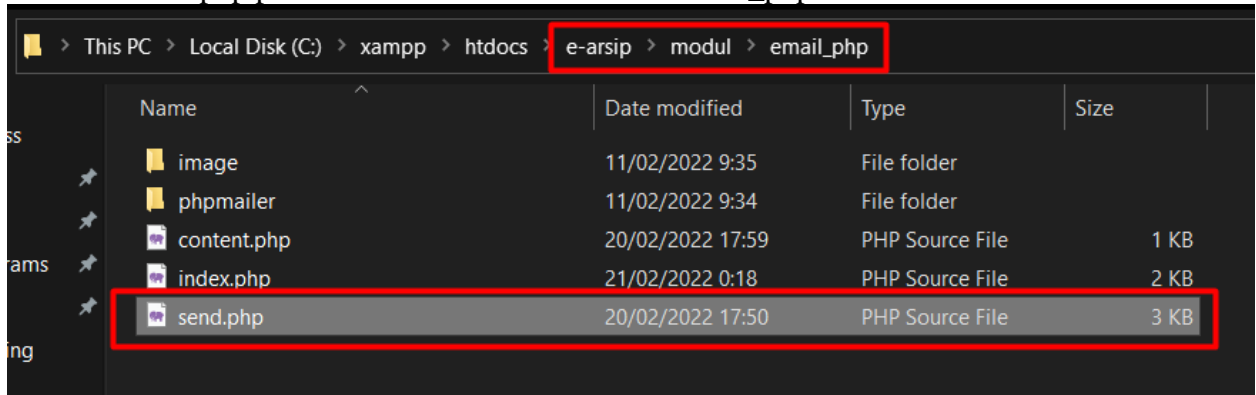 This PC > Local Disk (C:) > xampp > htdocs > e-arsip > modul > email_php
Name Date modified Type Size
image 11/02/2022 9:35 File folder
phpmailer 11/02/2022 9:34 File folder
content.php 20/02/2022 17:59 PHP Source File 1 KB
index.php 21/02/2022 0:18 PHP Source File 2 KB
send.php 20/02/2022 17:50 PHP Source File 3 KB